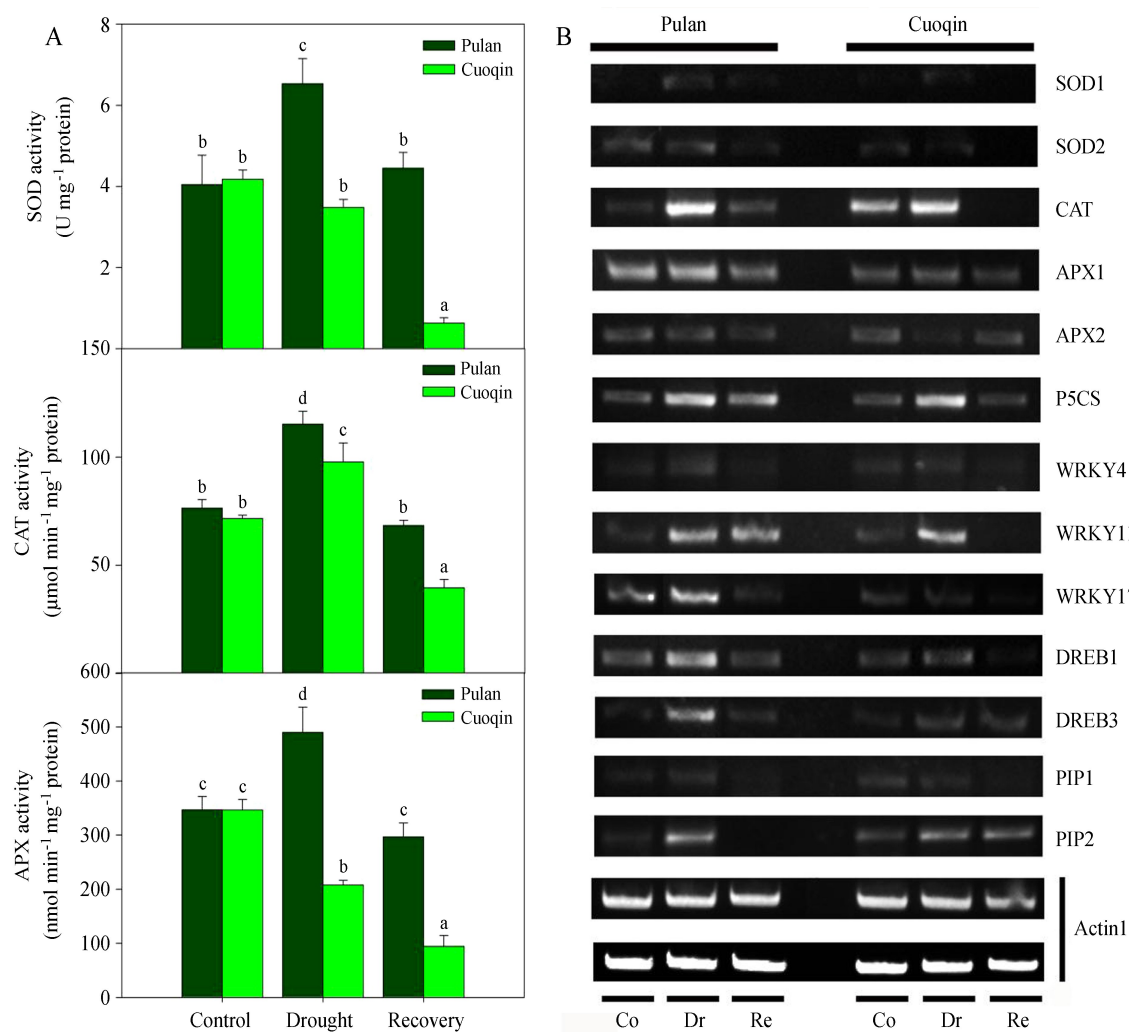 A
8
6
4
2
SOD activity
(U mg-1 protein)
Pulan
Cuoqin
b
b
c
b
b
a
150
100
50
CAT activity
(µmol min-1 mg-1 protein)
Pulan
Cuoqin
b
b
d
c
b
a
600
500
400
300
200
100
0
APX activity
(nmol min-1 mg-1 protein)
Pulan
Cuoqin
c
c
d
b
c
a
Control Drought Recovery
B
Pulan Cuoqin
SOD1
SOD2
CAT
APX1
APX2
P5CS
WRKY4
WRKY11
WRKY17
DREB1
DREB3
PIP1
PIP2
Actin1
Co Dr Re Co Dr Re